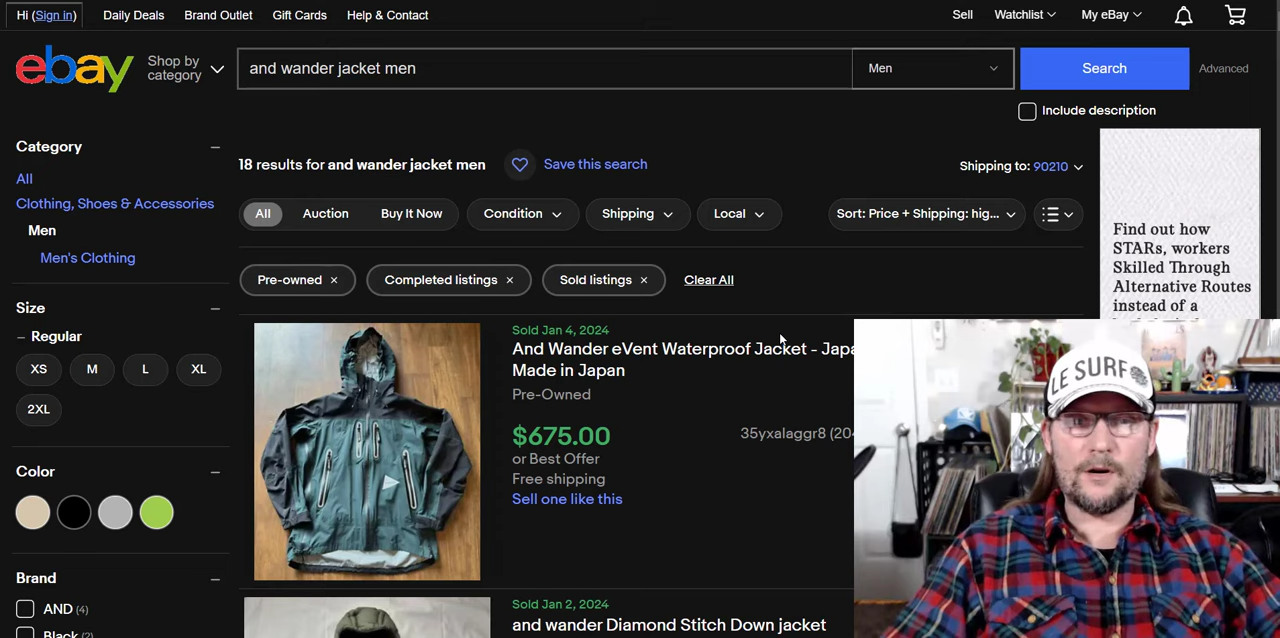 Hi (Sign in)
Daily Deals
Brand Outlet
Gift Cards
Help & Contact
Sell
Watchlist
My eBay
ebay
Shop by
category
and wander jacket men
Men
Search
Advanced
Include description
Category
All
Clothing, Shoes & Accessories
Men
Men's Clothing
Size
Regular
XS
M
L
XL
2XL
Color
Brand
AND (4)
Black (2)
18 results for and wander jacket men
Save this search
Shipping to: 90210
All
Auction
Buy It Now
Condition
Shipping
Local
Sort: Price + Shipping: hig...
Pre-owned ×
Completed listings ×
Sold listings ×
Clear All
Sold Jan 4, 2024
And Wander eVent Waterproof Jacket - Japa
Made in Japan
Pre-Owned
$675.00
or Best Offer
Free shipping
Sell one like this
35yxalaggr8 (204
Sold Jan 2, 2024
and wander Diamond Stitch Down jacket
Find out how
STARs, workers
Skilled Through
Alternative Routes
instead of a
LE SURF